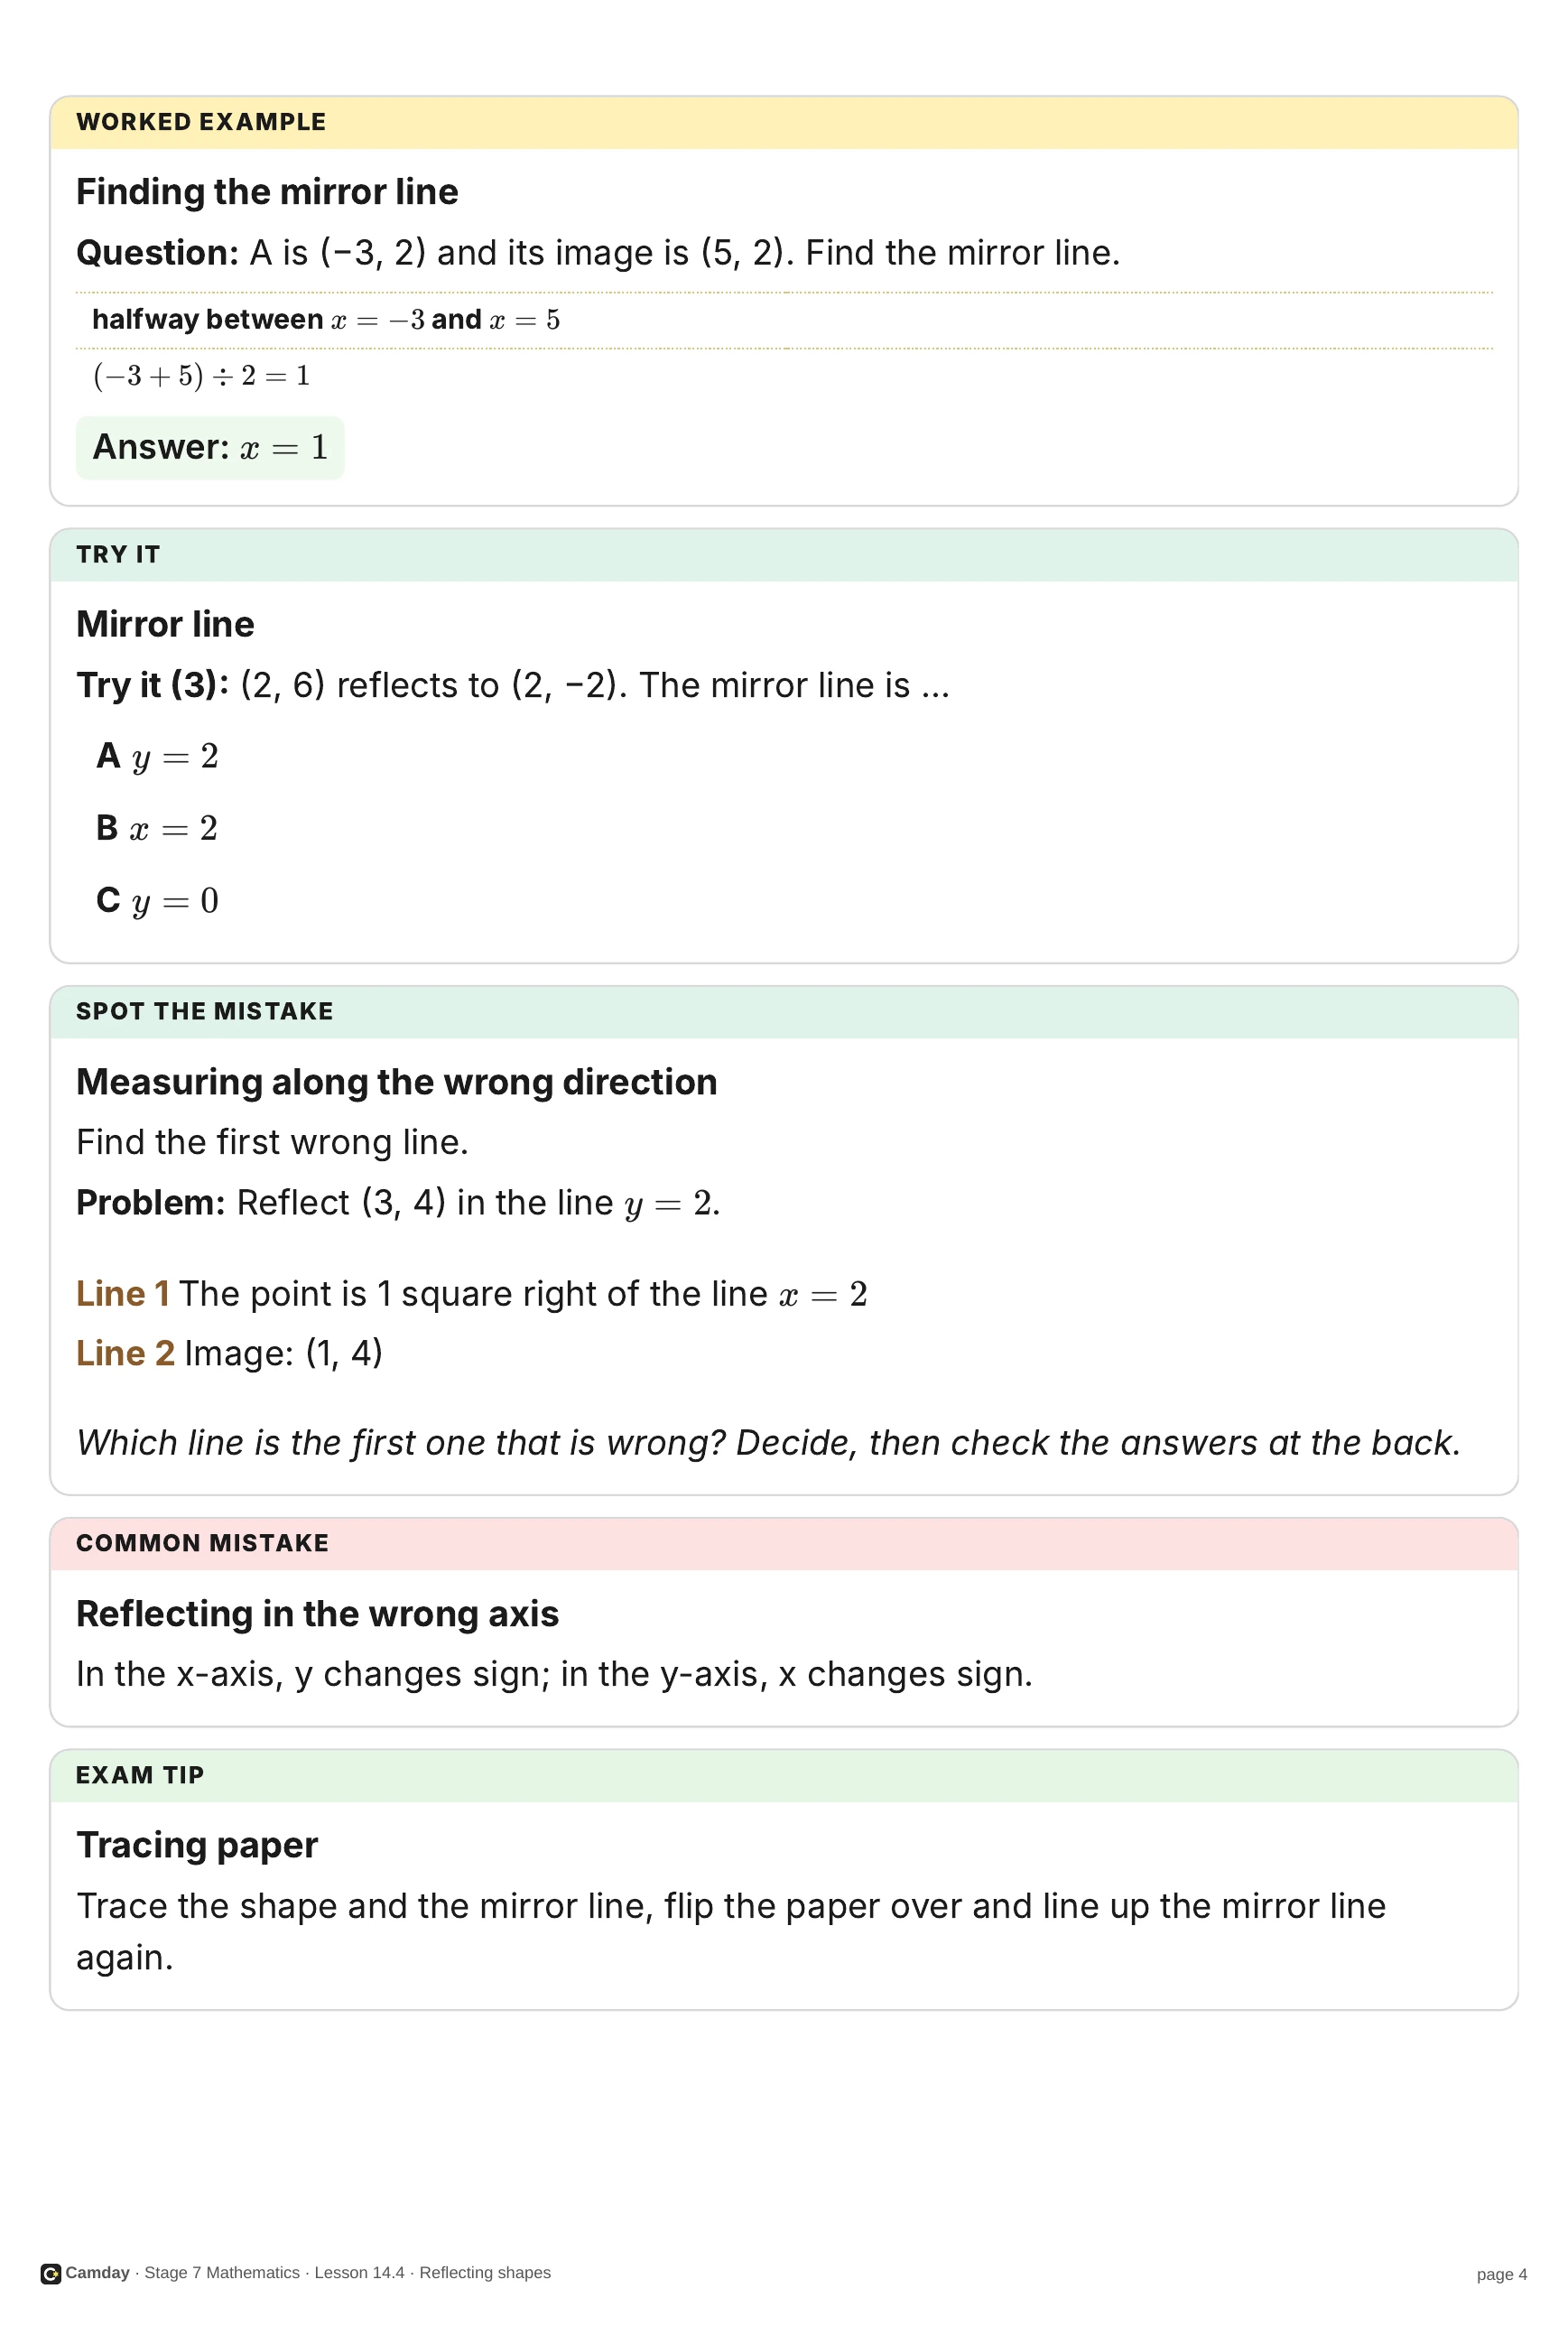 WORKED EXAMPLE
Finding the mirror line
Question: A is (−3, 2) and its image is (5, 2). Find the mirror line.
halfway between x = −3 and x = 5
(−3 + 5) ÷ 2 = 1
Answer: x = 1
TRY IT
Mirror line
Try it (3): (2, 6) reflects to (2, −2). The mirror line is ...
A y = 2
B x = 2
C y = 0
SPOT THE MISTAKE
Measuring along the wrong direction
Find the first wrong line.
Problem: Reflect (3, 4) in the line y = 2.
Line 1 The point is 1 square right of the line x = 2
Line 2 Image: (1, 4)
Which line is the first one that is wrong? Decide, then check the answers at the back.
COMMON MISTAKE
Reflecting in the wrong axis
In the x-axis, y changes sign; in the y-axis, x changes sign.
EXAM TIP
Tracing paper
Trace the shape and the mirror line, flip the paper over and line up the mirror line
again.
Camday · Stage 7 Mathematics · Lesson 14.4 · Reflecting shapes
page 4